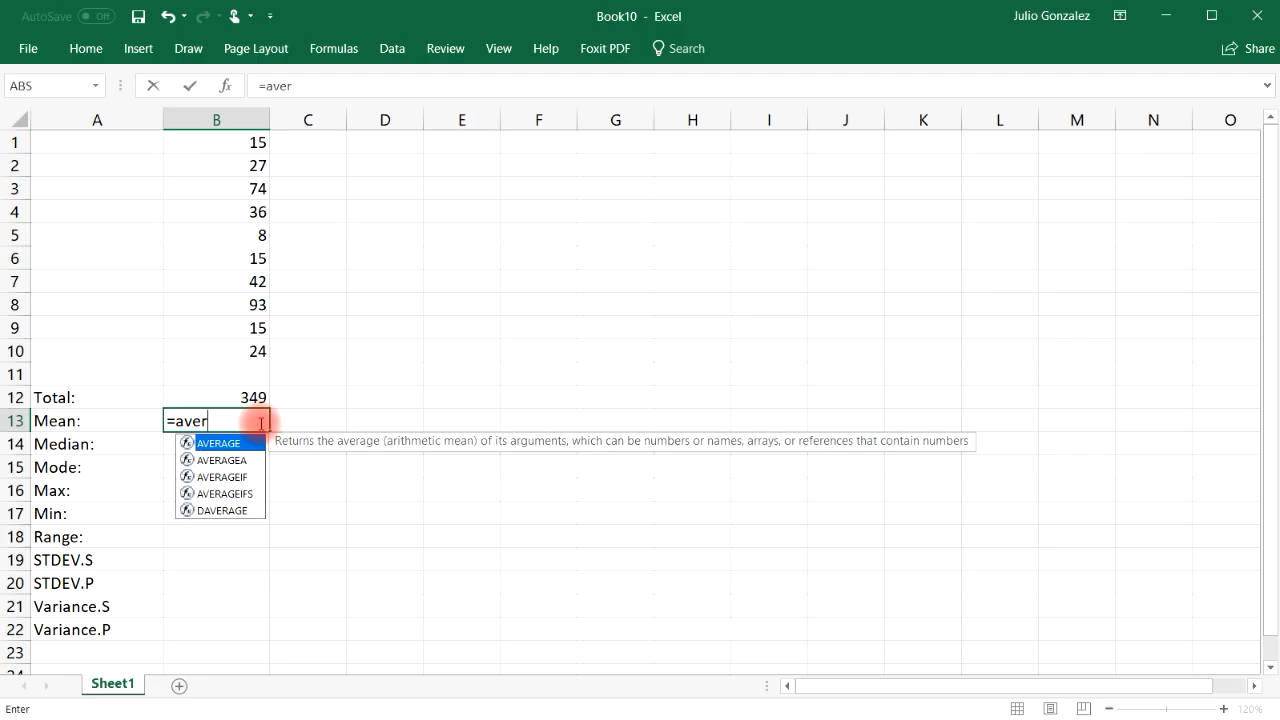 AutoSave Off Book10 - Excel Julio Gonzalez
File Home Insert Draw Page Layout Formulas Data Review View Help Foxit PDF Search Share
ABS fx =aver
A B C D E F G H I J K L M N O
1 15
2 27
3 74
4 36
5 8
6 15
7 42
8 93
9 15
10 24
11
12 Total: 349
13 Mean: =aver
14 Median: AVERAGE Returns the average (arithmetic mean) of its arguments, which can be numbers or names, arrays, or references that contain numbers
15 Mode: AVERAGEA
16 Max: AVERAGEIF
AVERAGEIFS
17 Min: DAVERAGE
18 Range:
19 STDEV.S
20 STDEV.P
21 Variance.S
22 Variance.P
23
24
Sheet1
Enter 120%